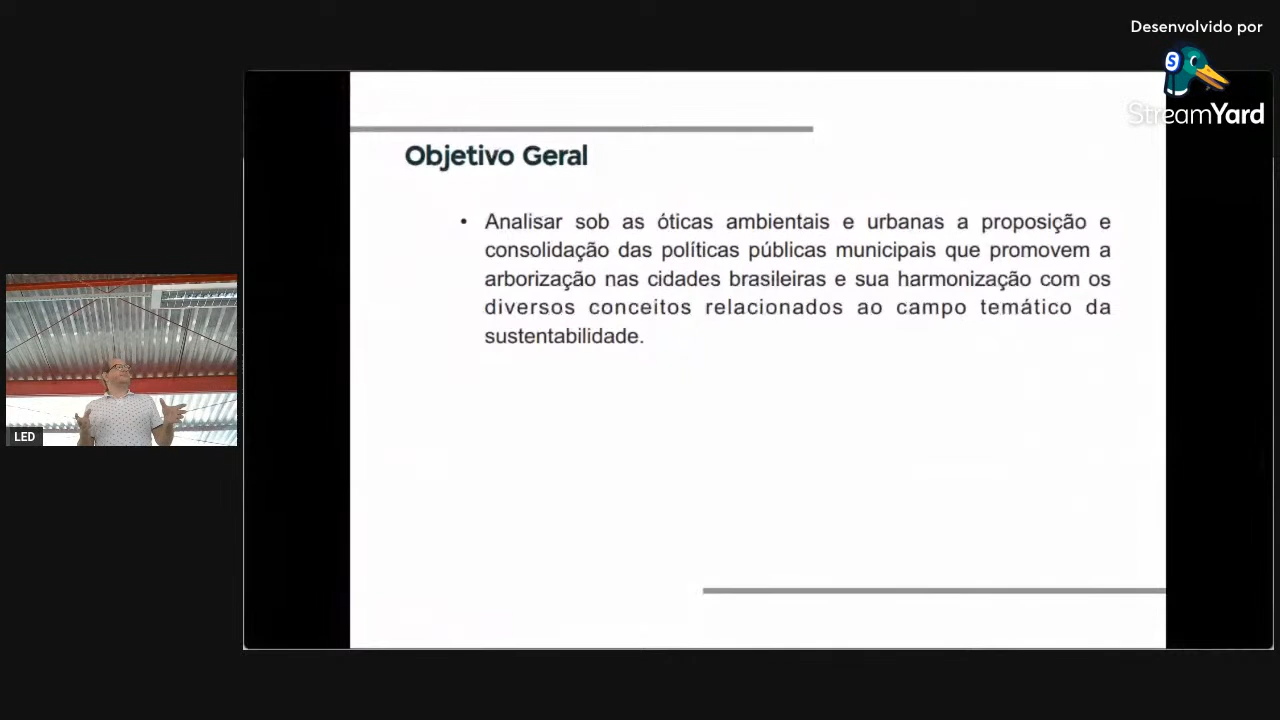 Desenvolvido por
S
StreamYard
Objetivo Geral
• Analisar sob as óticas ambientais e urbanas a proposição e
consolidação das políticas públicas municipais que promovem a
arborização nas cidades brasileiras e sua harmonização com os
diversos conceitos relacionados ao campo temático da
sustentabilidade.
LED